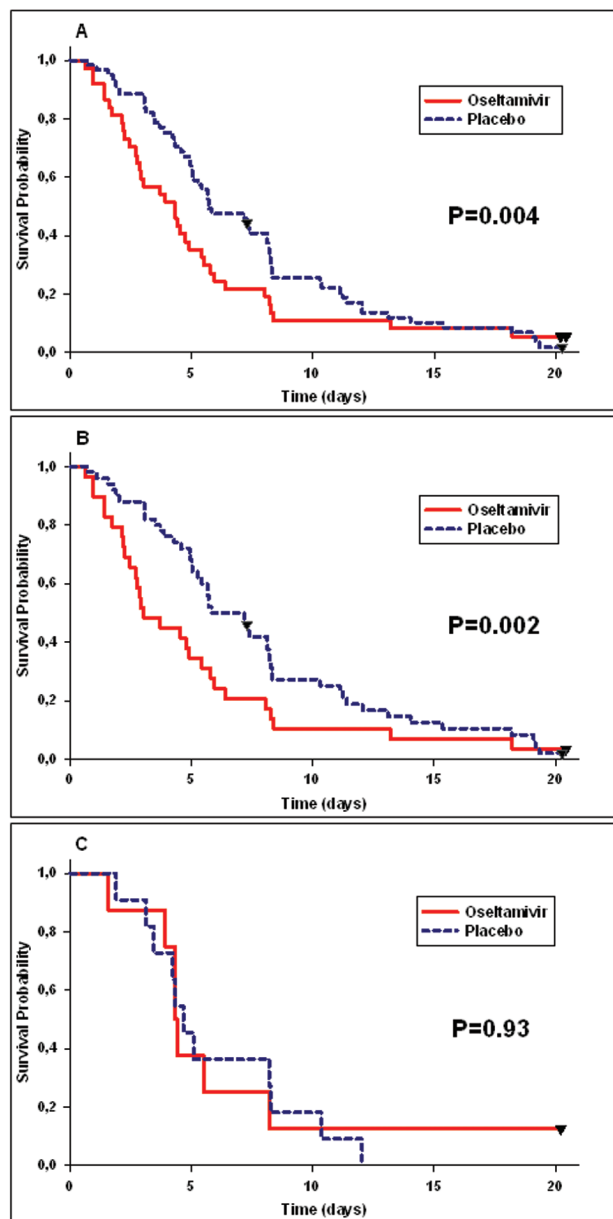 A
1,0
0,8
0,6
0,4
0,2
0,0
Survival Probability
Oseltamivir
Placebo
P=0.004
0 5 10 15 20
Time (days)
B
1,0
0,8
0,6
0,4
0,2
0,0
Survival Probability
Oseltamivir
Placebo
P=0.002
0 5 10 15 20
Time (days)
C
1,0
0,8
0,6
0,4
0,2
0,0
Survival Probability
Oseltamivir
Placebo
P=0.93
0 5 10 15 20
Time (days)